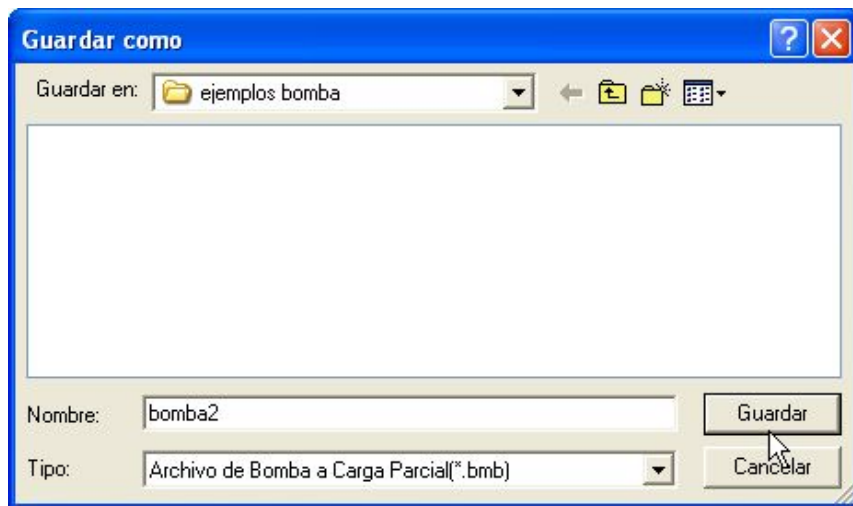 Guardar como
Guardar en: ejemplos bomba
Nombre: bomba2 Guardar
Tipo: Archivo de Bomba a Carga Parcial(*.bmb) Cancelar